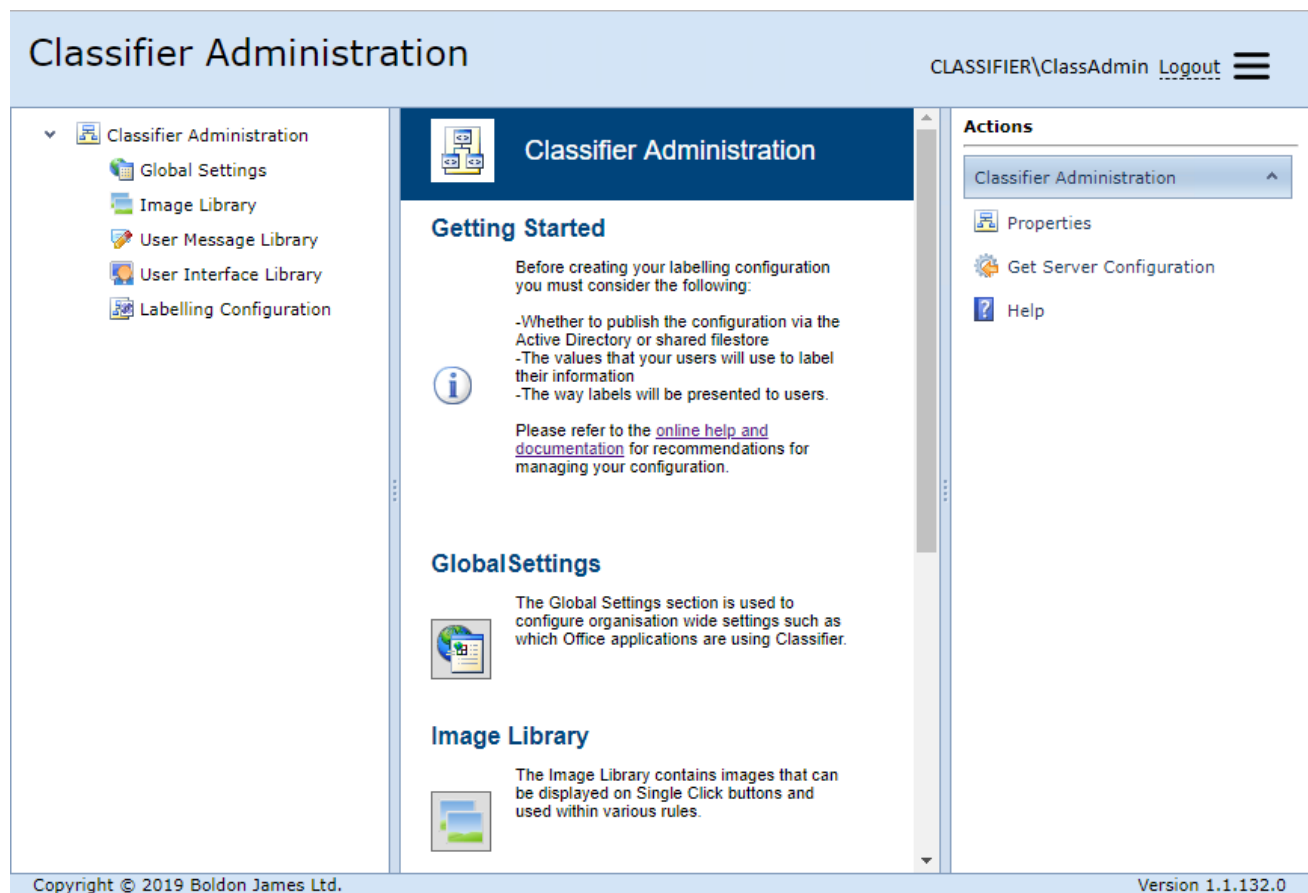 Classifier Administration
CLASSIFIER\ClassAdmin Logout
Classifier Administration
Global Settings
Image Library
User Message Library
User Interface Library
Labelling Configuration
Classifier Administration
Getting Started
Before creating your labelling configuration
you must consider the following:
-Whether to publish the configuration via the
Active Directory or shared filestore
-The values that your users will use to label
their information
-The way labels will be presented to users.
Please refer to the online help and
documentation for recommendations for
managing your configuration.
GlobalSettings
The Global Settings section is used to
configure organisation wide settings such as
which Office applications are using Classifier.
Image Library
The Image Library contains images that can
be displayed on Single Click buttons and
used within various rules.
Actions
Classifier Administration
Properties
Get Server Configuration
Help
Copyright © 2019 Boldon James Ltd.
Version 1.1.132.0